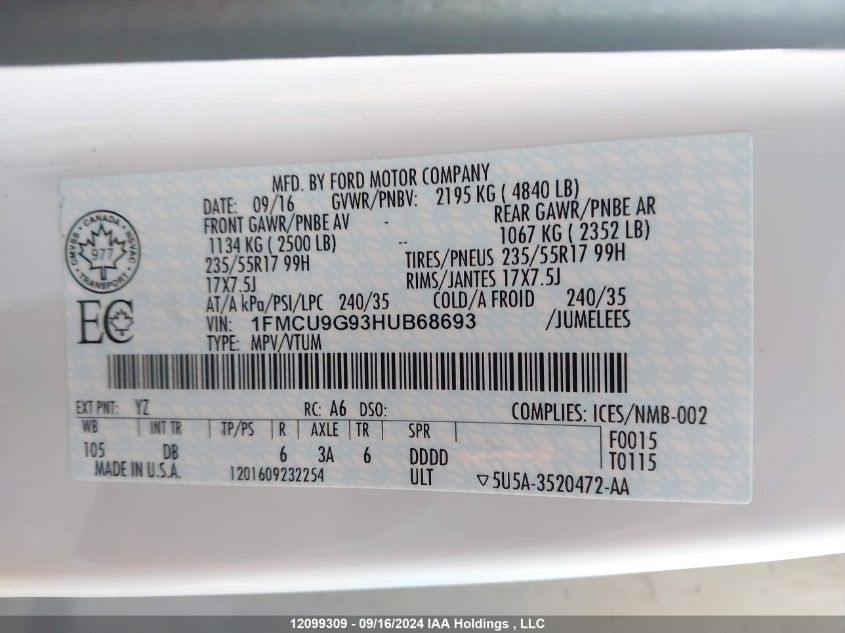 MFD. BY FORD MOTOR COMPANY
DATE: 09/16 GVWR/PNBV: 2195 KG ( 4840 LB)
FRONT GAWR/PNBE AV - REAR GAWR/PNBE AR
1134 KG ( 2500 LB) -- 1067 KG ( 2352 LB)
235/55R17 99H TIRES/PNEUS 235/55R17 99H
17X7.5J RIMS/JANTES 17X7.5J
AT/A kPa/PSI/LPC 240/35 COLD/A FROID 240/35
VIN: 1FMCU9G93HUB68693 /JUMELEES
TYPE: MPV/VTUM
CANADA
CMVSS NSVAC
977
TRANSPORT
EC
EXT PNT: YZ RC: A6 DSO: COMPLIES: ICES/NMB-002
WB INT TR TP/PS R AXLE TR SPR F0015
105 DB 6 3A 6 DDDD T0115
MADE IN U.S.A. 1201609232254 ULT ▽5U5A-3520472-AA
12099309 - 09/16/2024 IAA Holdings , LLC